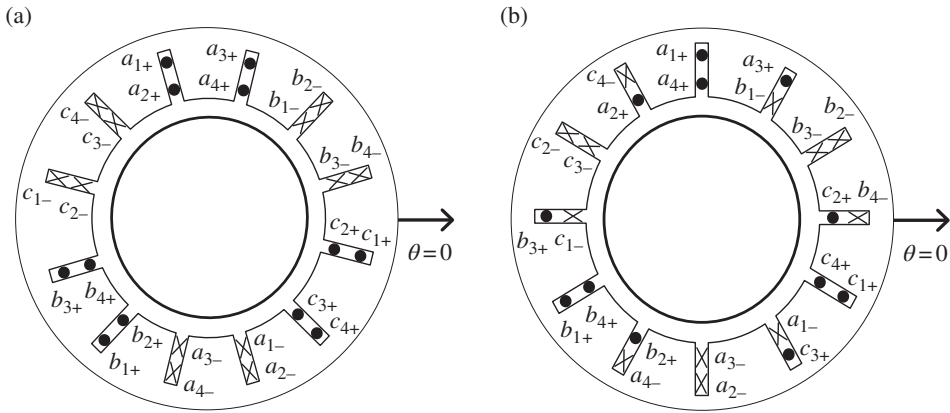 (a)
(b)
a1+
a2+
a3+
a4+
b2–
b1–
b3–
b4–
c4–
c3–
c1–
c2–
c2+ c1+
θ=0
b3+
b4+
b1+
b2+
a3–
a4–
a1–
a2–
c3+
c4+
a1+
a4+
a3+
b1–
b2–
b3–
c4–
a2+
c2–
c3–
c2+ b4–
θ=0
b3+ c1–
c4+
c1+
b1+
b4+
a4–
b2+
a3–
a2–
a1–
c3+